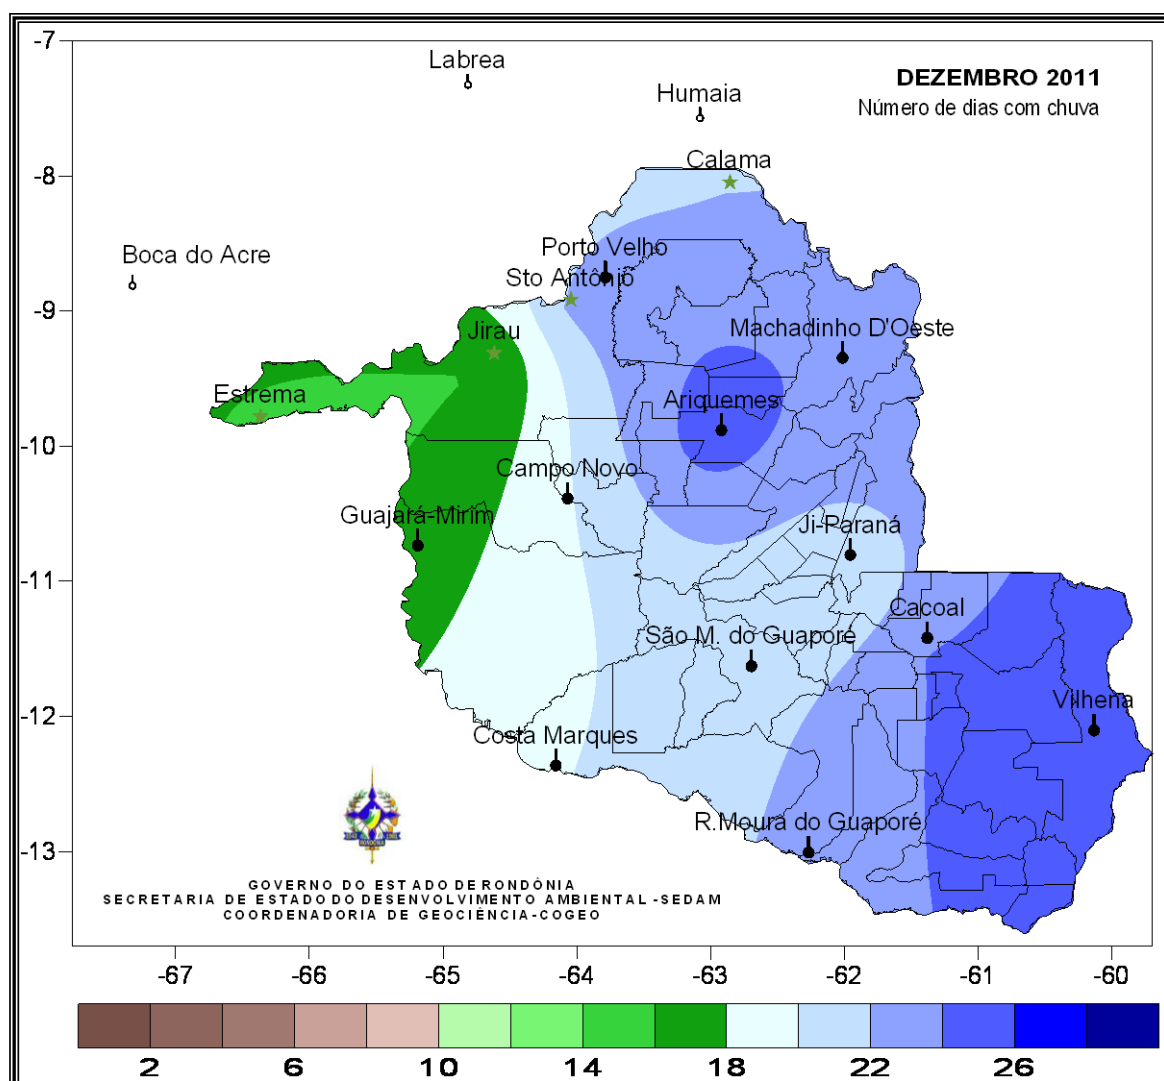 -7
Labrea
DEZEMBRO 2011
Humaia
Número de dias com chuva
Calama
-8
Boca do Acre
Porto Velho
Sto Antônio
-9
Jirau
Machadinho D'Oeste
Estrema
Ariquemes
-10
Campo Novo
Guajará-Mirim
Ji-Paraná
-11
Cacoal
São M. do Guaporé
Vilhena
-12
Costa Marques
R.Moura do Guaporé
-13
GOVERNO DO ESTADO DE RONDÔNIA
SECRETARIA DE ESTADO DO DESENVOLVIMENTO AMBIENTAL -SEDAM
COORDENADORIA DE GEOCIÊNCIA-COGEO
-67 -66 -65 -64 -63 -62 -61 -60
2 6 10 14 18 22 26